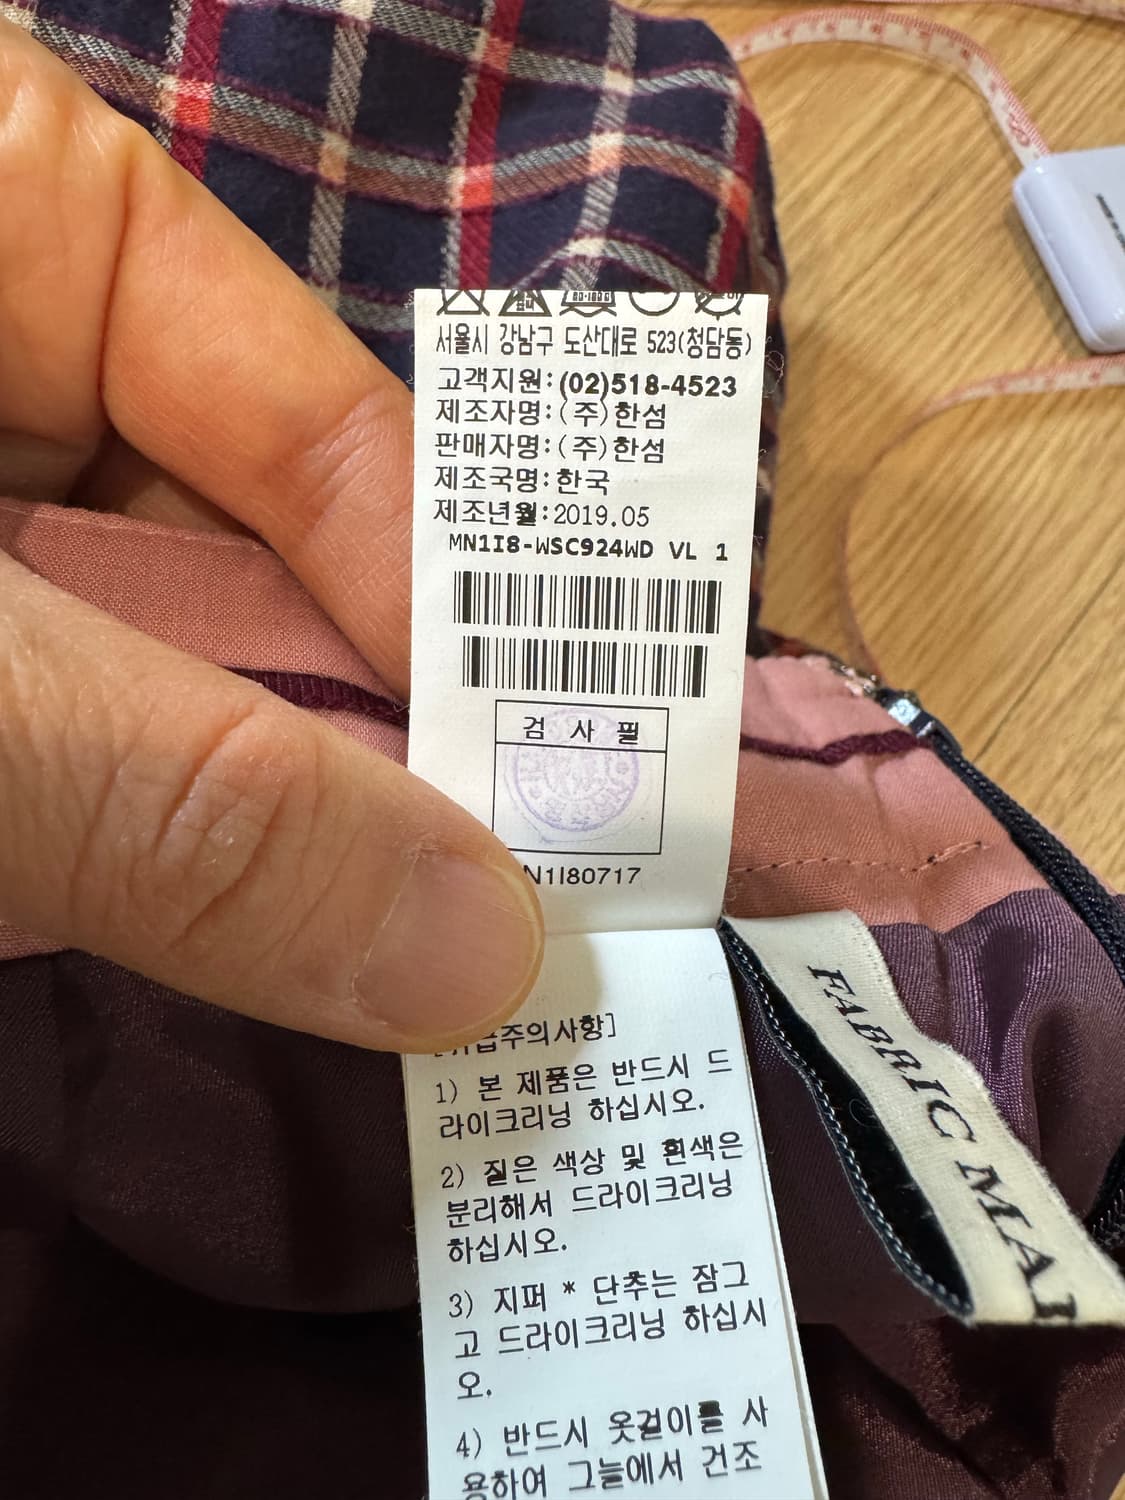 서울시 강남구 도산대로 523(청담동)
고객지원:(02)518-4523
제조자명:(주)한섬
판매자명:(주)한섬
제조국명:한국
제조년월:2019.05
MN1I8-WSC924WD VL 1
검 사 필
N1I80717
급주의사항]
1) 본 제품은 반드시 드
라이크리닝 하십시오.
2) 짙은 색상 및 흰색은
분리해서 드라이크리닝
하십시오.
3) 지퍼 * 단추는 잠그
고 드라이크리닝 하십시
오.
4) 반드시 옷걸이를 사
용하여 그늘에서 건조
FABRIC MA